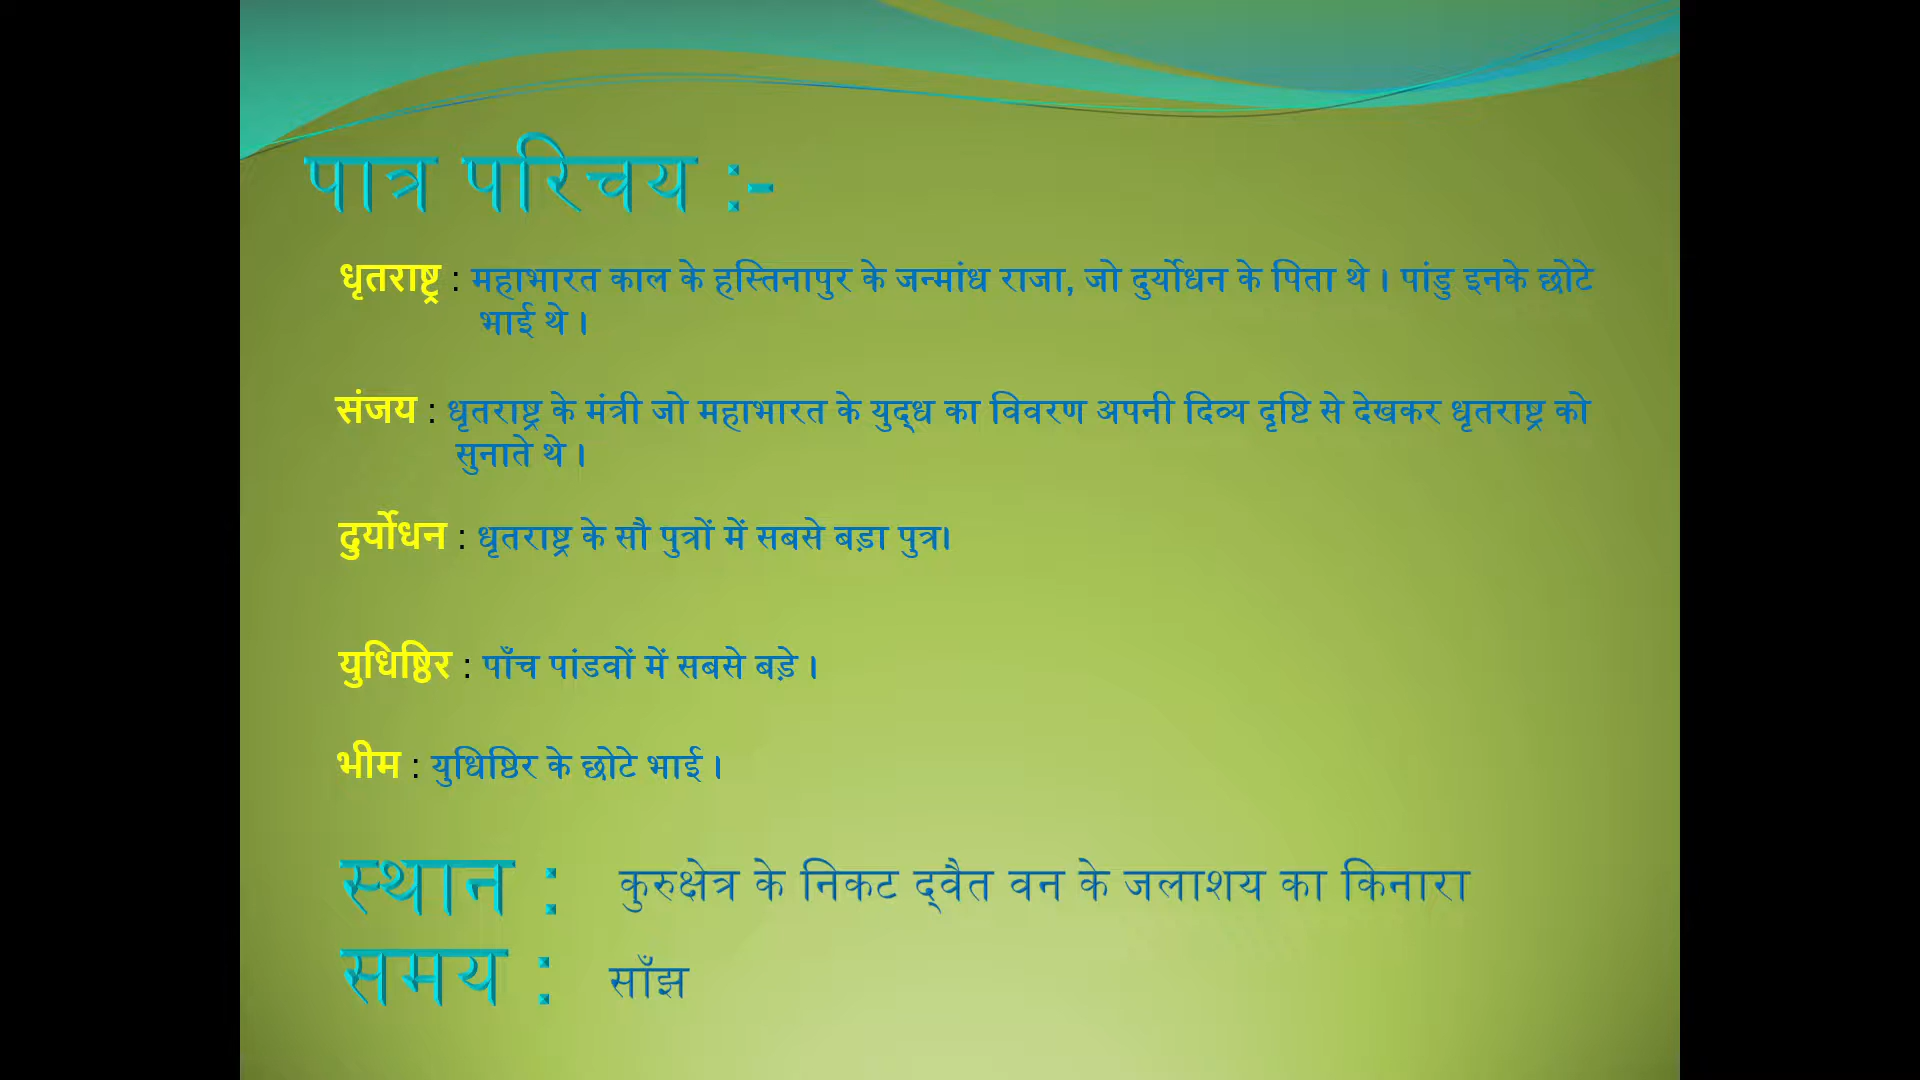 पात्र परिचय :-
धृतराष्ट्र : महाभारत काल के हस्तिनापुर के जन्मांध राजा, जो दुर्योधन के पिता थे । पांडु इनके छोटे
भाई थे ।
संजय : धृतराष्ट्र के मंत्री जो महाभारत के युद्ध का विवरण अपनी दिव्य दृष्टि से देखकर धृतराष्ट्र को
सुनाते थे ।
दुर्योधन : धृतराष्ट्र के सौ पुत्रों में सबसे बड़ा पुत्र।
युधिष्ठिर : पाँच पांडवों में सबसे बड़े ।
भीम : युधिष्ठिर के छोटे भाई ।
स्थान : कुरुक्षेत्र के निकट द्वैत वन के जलाशय का किनारा
समय : साँझ